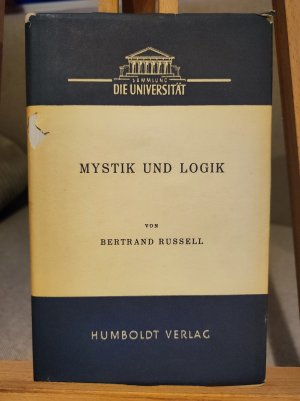 SAMMLUNG
DIE UNIVERSITÄT
MYSTIK UND LOGIK
VON
BERTRAND RUSSELL
HUMBOLDT VERLAG